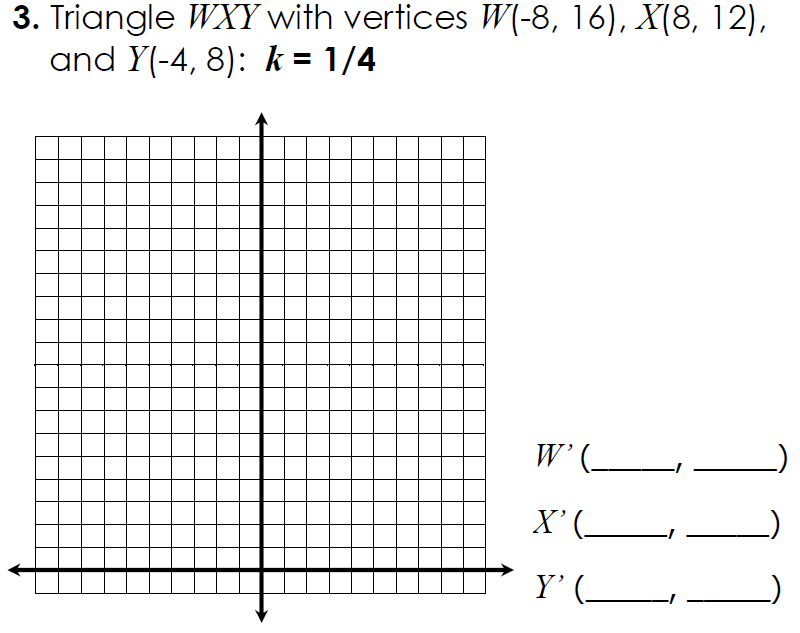 3. Triangle WXY with vertices W(-8, 16), X(8, 12),
and Y(-4, 8): k = 1/4
W’ (_____, _____)
X’ (_____, _____)
Y’ (_____, _____)